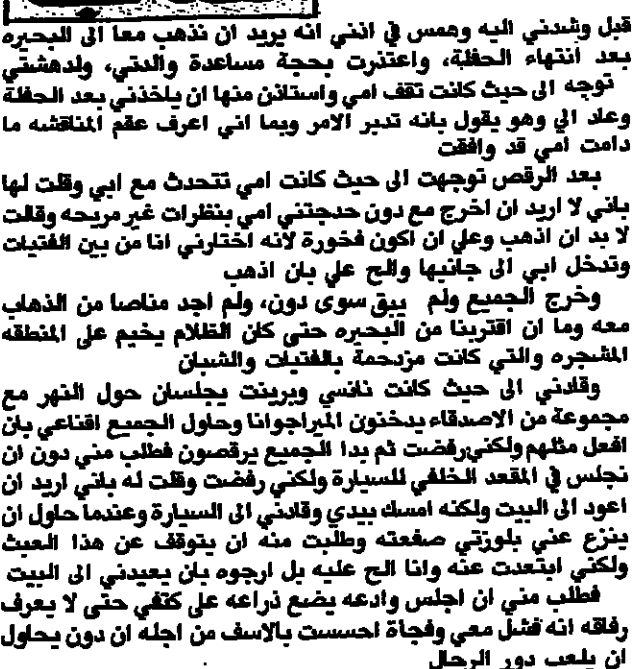 قبل وشدني اليه وهمس في اذني انه يريد ان نذهب معا الى البحيره
بعد انتهاء الحفلة، واعتذرت بحجة مساعدة والدتي، ولدهشتي
توجه الى حيث كانت تقف امي واستاذن منها ان ياخذني بعد الحفلة
وعاد الي وهو يقول بانه تدبر الامر وبما اني اعرف عقم المناقشه ما
دامت امي قد وافقت
بعد الرقص توجهت الى حيث كانت امي تتحدث مع ابي وقلت لها
باني لا اريد ان اخرج مع دون حدجتني امي بنظرات غير مريحه وقالت
لا بد ان اذهب وعلي ان اكون فخورة لانه اختارني انا من بين الفتيات
وتدخل ابي الى جانبها والح علي بان اذهب
وخرج الجميع ولم يبق سوى دون، ولم اجد مناصا من الذهاب
معه وما ان اقتربنا من البحيره حتى كان الظلام يخيم على المنطقه
المشجره والتي كانت مزدحمة بالفتيات والشبان
وقادني الى حيث كانت نانسي وبرينت يجلسان حول النهر مع
مجموعة من الاصدقاء يدخنون الميراجوانا وحاول الجميع اقناعي بان
افعل مثلهم ولكني رفضت ثم بدا الجميع يرقصون فطلب مني دون ان
نجلس في المقعد الخلفي للسيارة ولكني رفضت وقلت له باني اريد ان
اعود الى البيت ولكنه امسك بيدي وقادني الى السيارة وعندما حاول ان
ينزع عني بلوزتي صفعته وطلبت منه ان يتوقف عن هذا العبث
ولكني ابتعدت عنه وانا الح عليه بل ارجوه بان يعيدني الى البيت
فطلب مني ان اجلس وادعه يضع ذراعه على كتفي حتى لا يعرف
رفاقه انه فشل معي وفجأة احسست بالاسف من اجله ان دون يحاول
ان يلعب دور الرجال